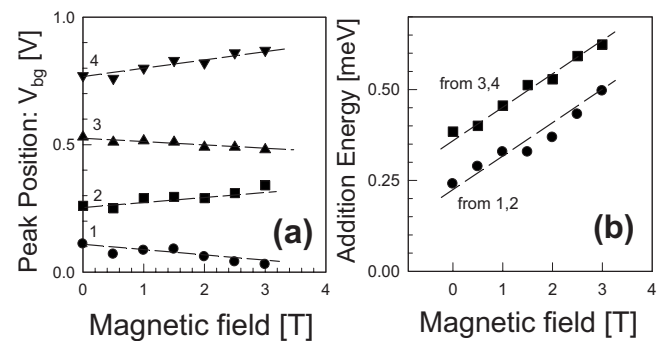 1.0
0.5
0.0
Peak Position: V_bg [V]
4
3
2
1
(a)
0 1 2 3 4
Magnetic field [T]
0.50
0.25
0.00
Addition Energy [meV]
from 3,4
from 1,2
(b)
0 1 2 3 4
Magnetic field [T]